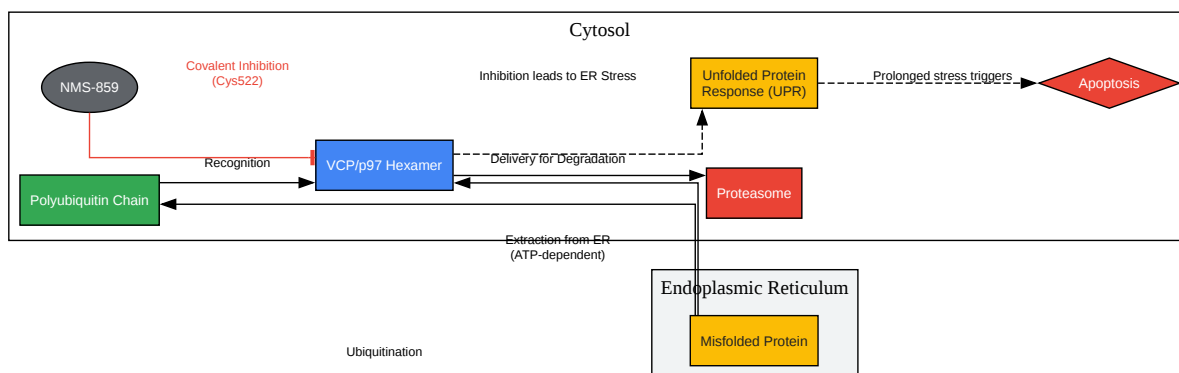 Cytosol
NMS-859
Covalent Inhibition
(Cys522)
Inhibition leads to ER Stress
Unfolded Protein
Response (UPR)
Prolonged stress triggers
Apoptosis
Recognition
VCP/p97 Hexamer
Delivery for Degradation
Polyubiquitin Chain
Proteasome
Extraction from ER
(ATP-dependent)
Endoplasmic Reticulum
Misfolded Protein
Ubiquitination